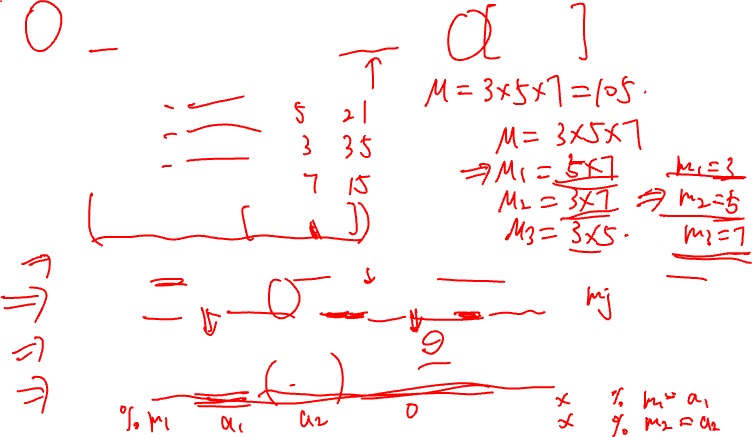 M = 3×5×7 = 105.
5 21
M = 3×5×7
3 35
⇒ M1 = 5×7 m1=3
7 15
M2 = 3×7 ⇒ m2=5
M3 = 3×5. m3=7
mj
% m1 a1 a2 0 x % m1 = a1
x % m2 = a2